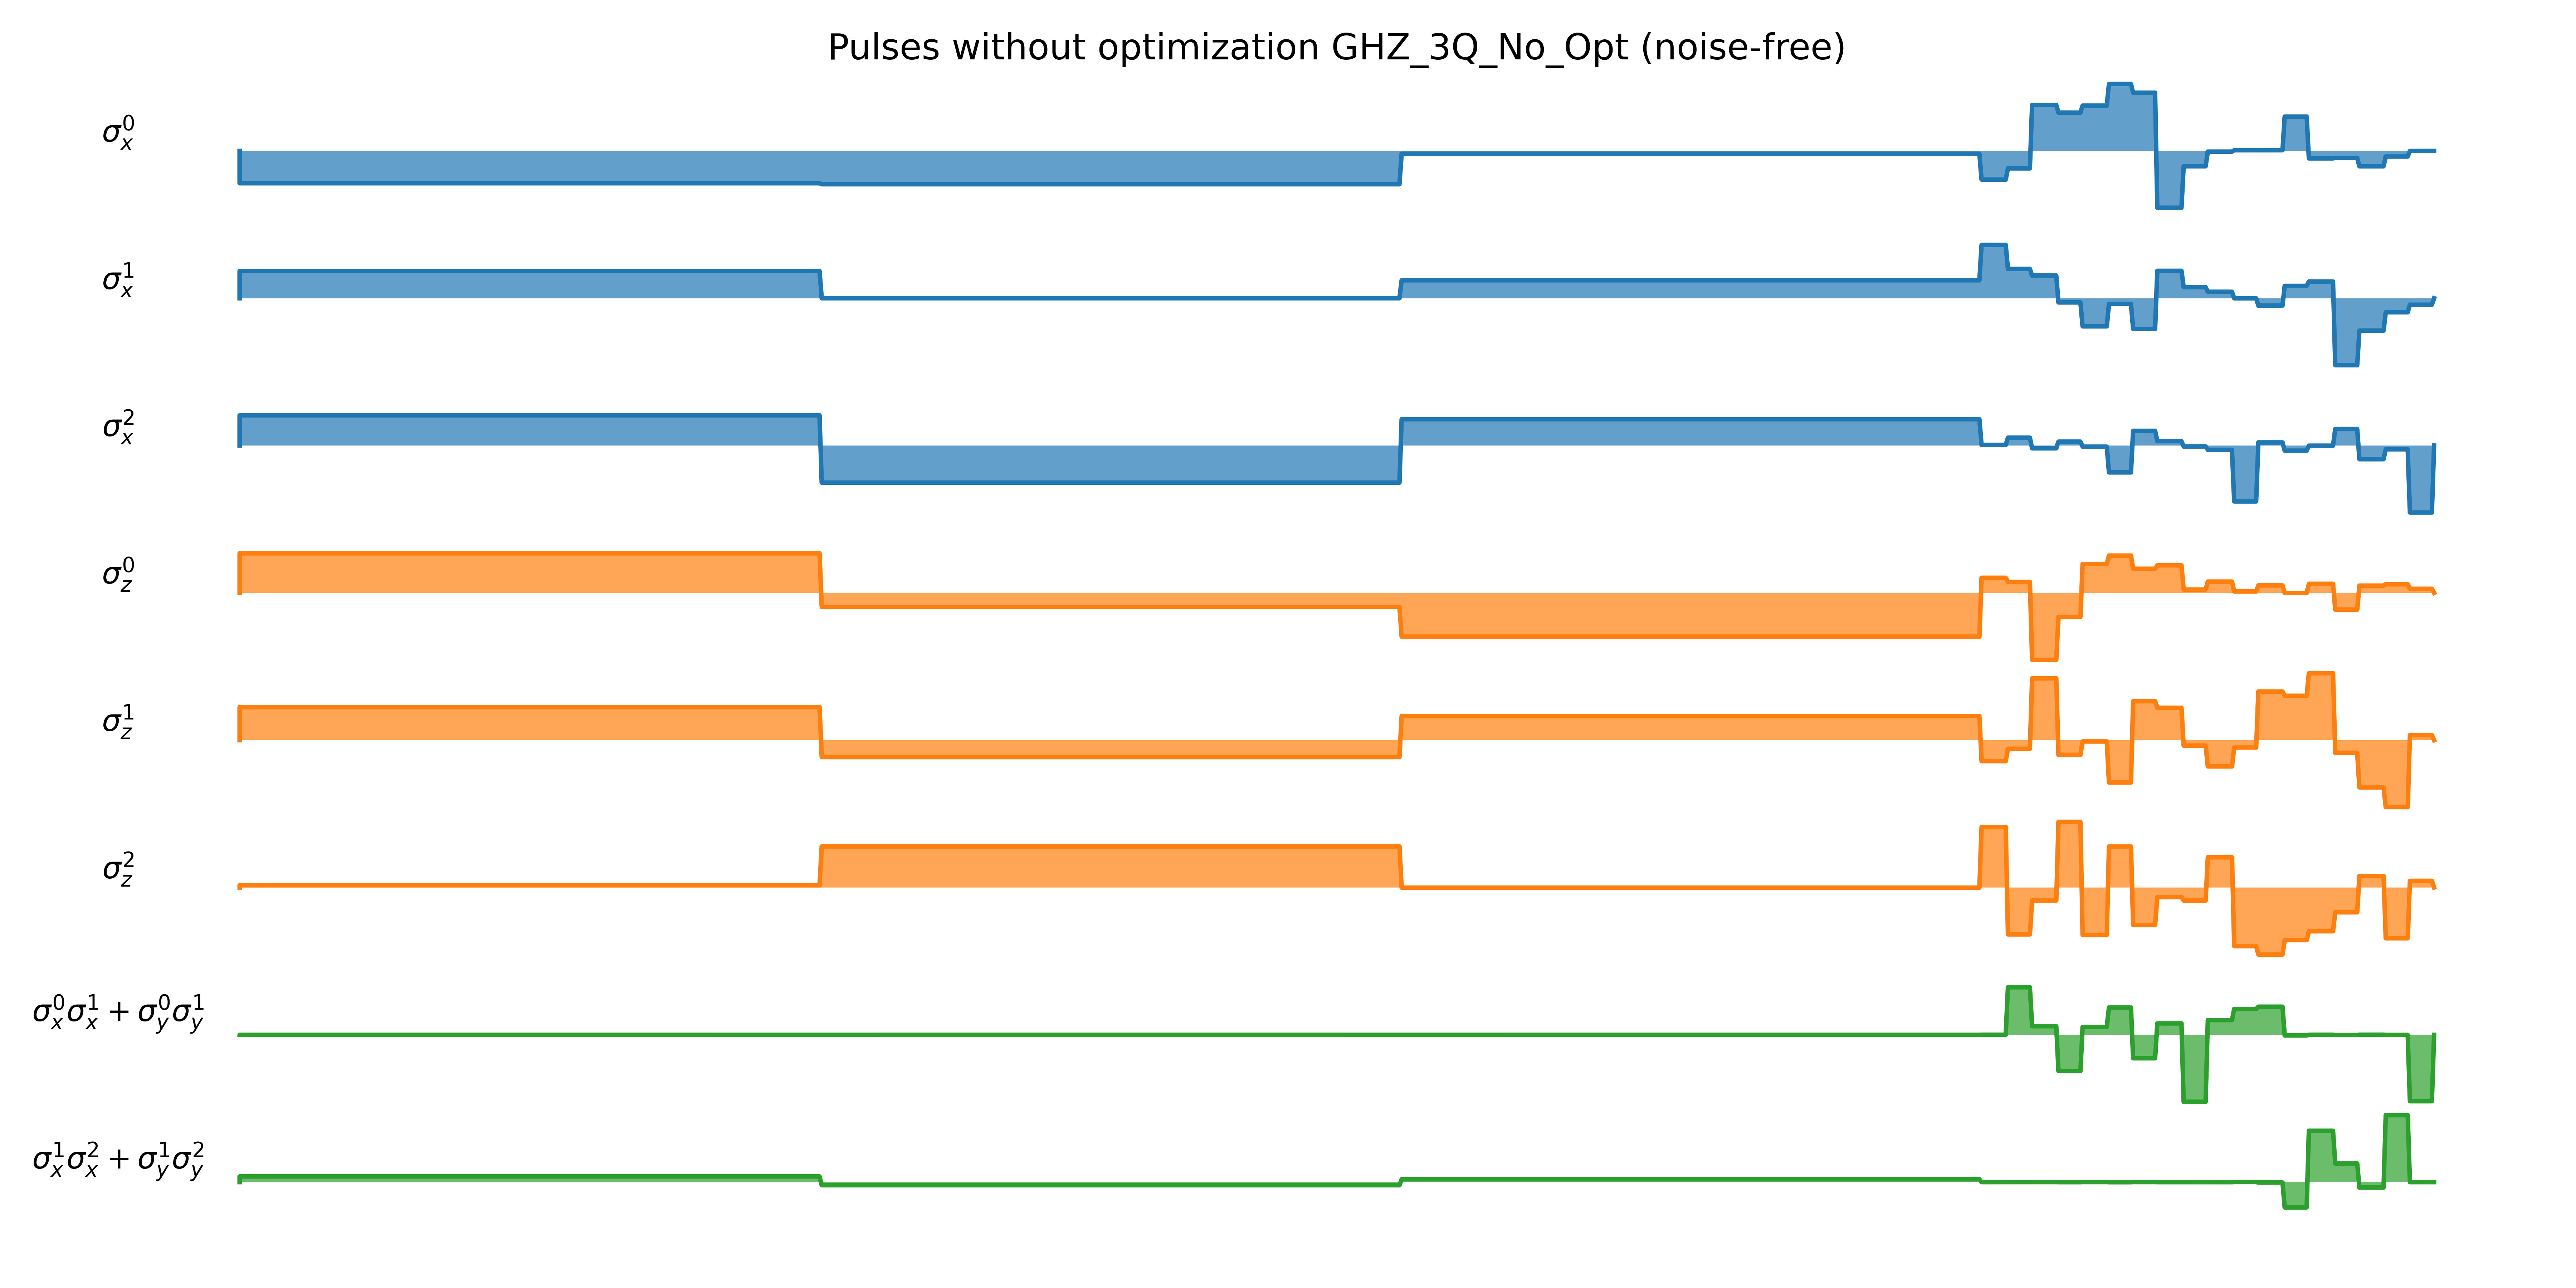 Pulses without optimization GHZ_3Q_No_Opt (noise-free)
σ_x^0
σ_x^1
σ_x^2
σ_z^0
σ_z^1
σ_z^2
σ_x^0σ_x^1 + σ_y^0σ_y^1
σ_x^1σ_x^2 + σ_y^1σ_y^2